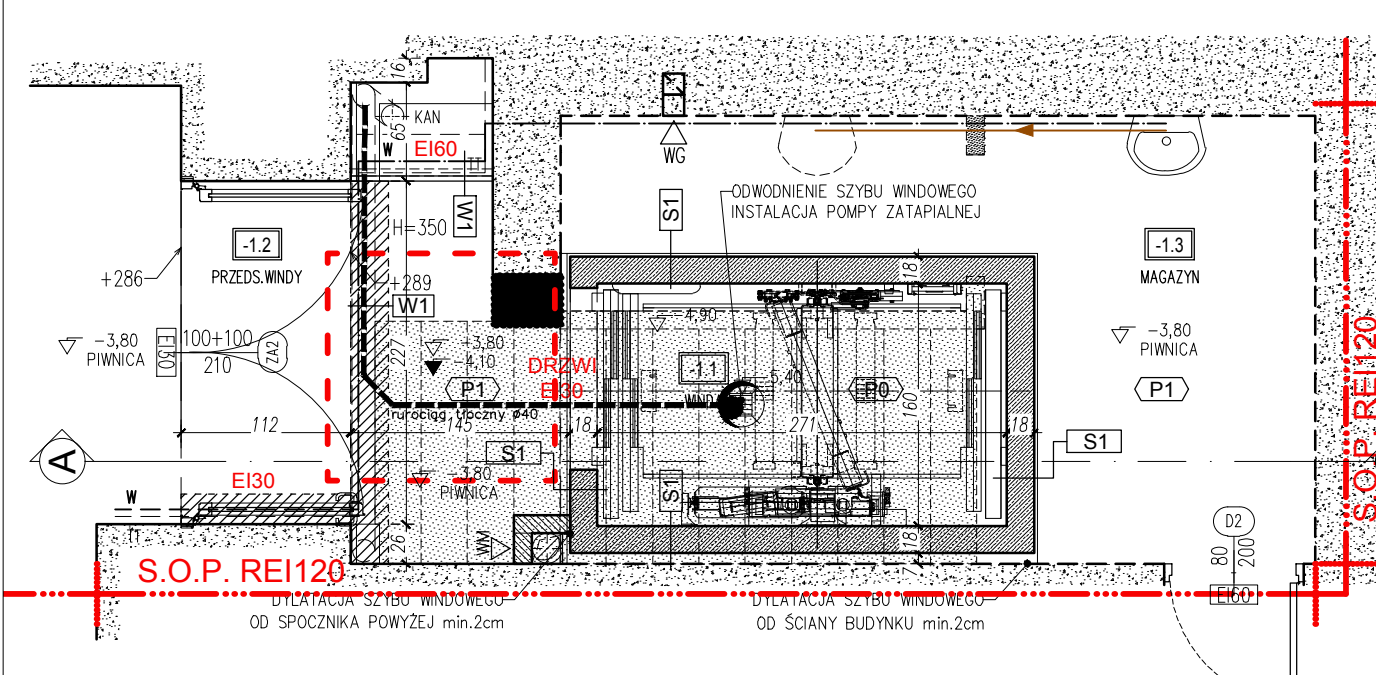 16
65
KAN
W
EI60
TT
W1
H=350
WG
S1
ODWODNIENIE SZYBU WINDOWEGO
INSTALACJA POMPY ZATAPIALNEJ
-1.2
PRZEDS.WINDY
+286
+289
W1
-1.3
MAGAZYN
18
-3,80
PIWNICA
EI30
100+100
210
ZA2
227
-3,80
-4,10
P1
DRZWI
EI30
-4,90
-1.1
WIND
5,40
P0
160
-3,80
PIWNICA
P1
rurociąg tłoczny ø40
112
145
18
271
18
A
S1
S1
S1
EI30
-3,80
PIWNICA
W
TT
26
WM
18
7
D2
80
200
EI60
S.O.P. REI120
S.O.P. REI120
DYLATACJA SZYBU WINDOWEGO
OD SPOCZNIKA POWYŻEJ min.2cm
DYLATACJA SZYBU WINDOWEGO
OD ŚCIANY BUDYNKU min.2cm